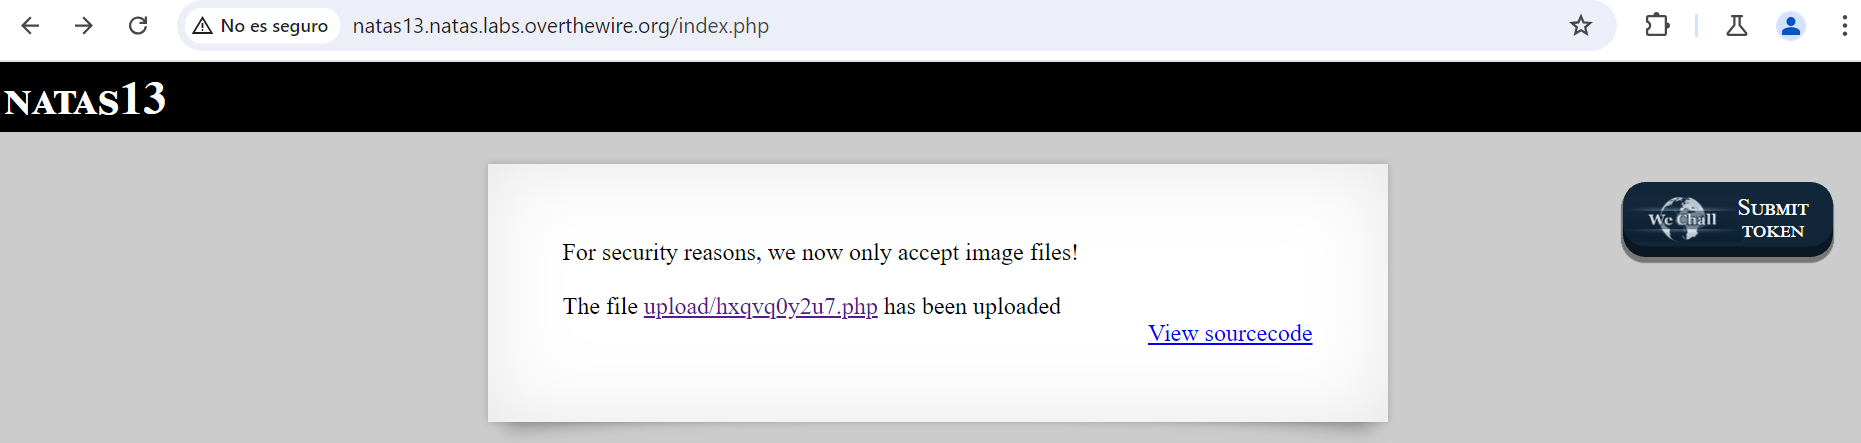 No es seguro natas13.natas.labs.overthewire.org/index.php
NATAS13
For security reasons, we now only accept image files!
The file upload/hxqvq0y2u7.php has been uploaded
View sourcecode
We Chall
SUBMIT
TOKEN